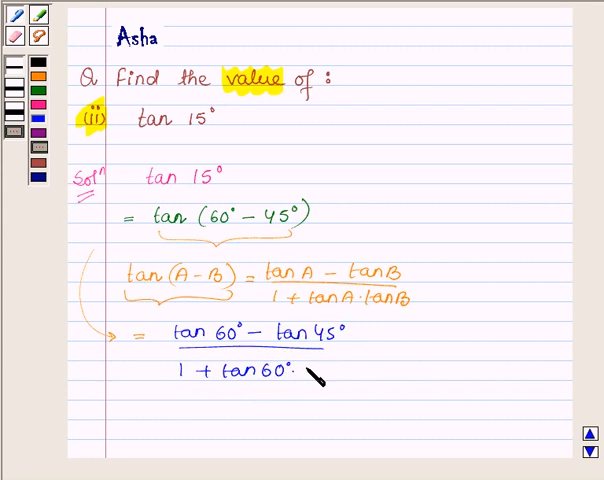 Asha
Q Find the value of :
(ii) tan 15°
Solⁿ tan 15°
= tan (60° - 45°)
tan (A - B) = tan A - tan B / 1 + tan A · tan B
= tan 60° - tan 45° / 1 + tan 60° ·